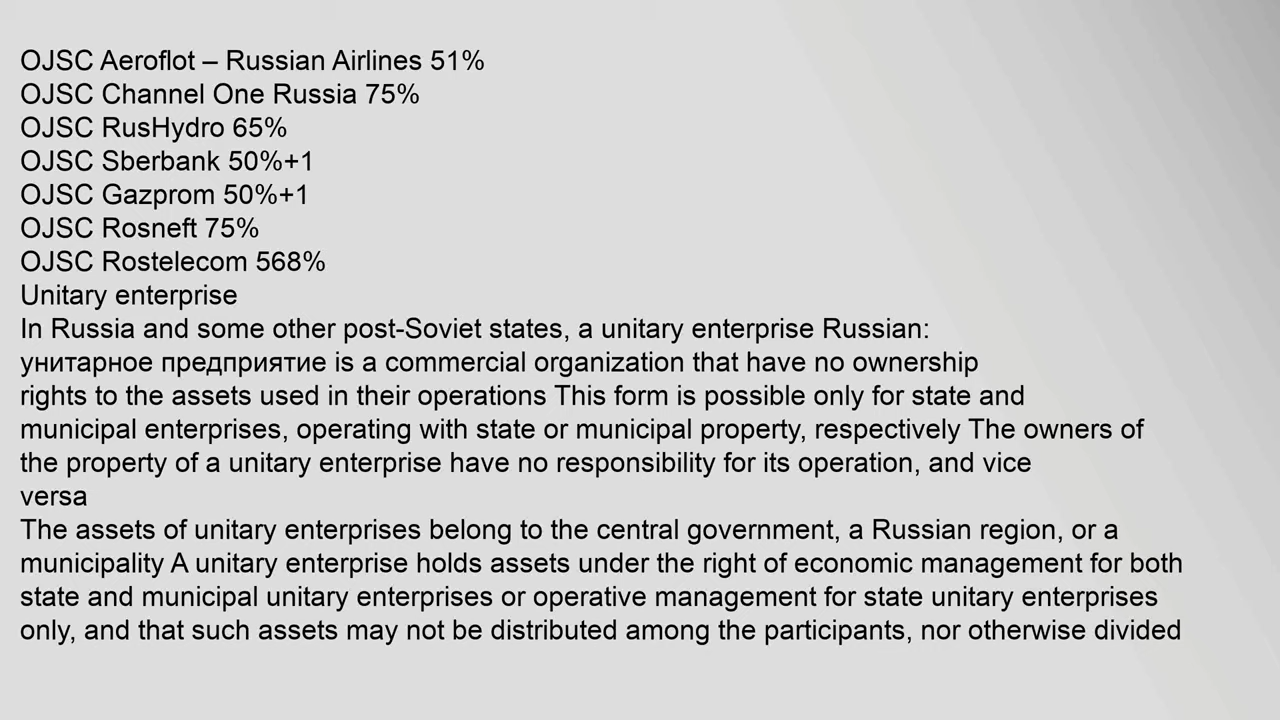 OJSC Aeroflot – Russian Airlines 51%
OJSC Channel One Russia 75%
OJSC RusHydro 65%
OJSC Sberbank 50%+1
OJSC Gazprom 50%+1
OJSC Rosneft 75%
OJSC Rostelecom 568%
Unitary enterprise
In Russia and some other post-Soviet states, a unitary enterprise Russian:
унитарное предприятие is a commercial organization that have no ownership
rights to the assets used in their operations This form is possible only for state and
municipal enterprises, operating with state or municipal property, respectively The owners of
the property of a unitary enterprise have no responsibility for its operation, and vice
versa
The assets of unitary enterprises belong to the central government, a Russian region, or a
municipality A unitary enterprise holds assets under the right of economic management for both
state and municipal unitary enterprises or operative management for state unitary enterprises
only, and that such assets may not be distributed among the participants, nor otherwise divided